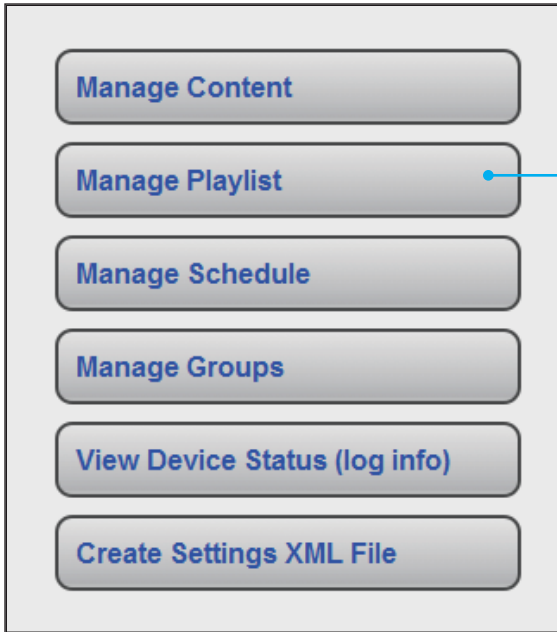 Manage Content
Manage Playlist
Manage Schedule
Manage Groups
View Device Status (log info)
Create Settings XML File